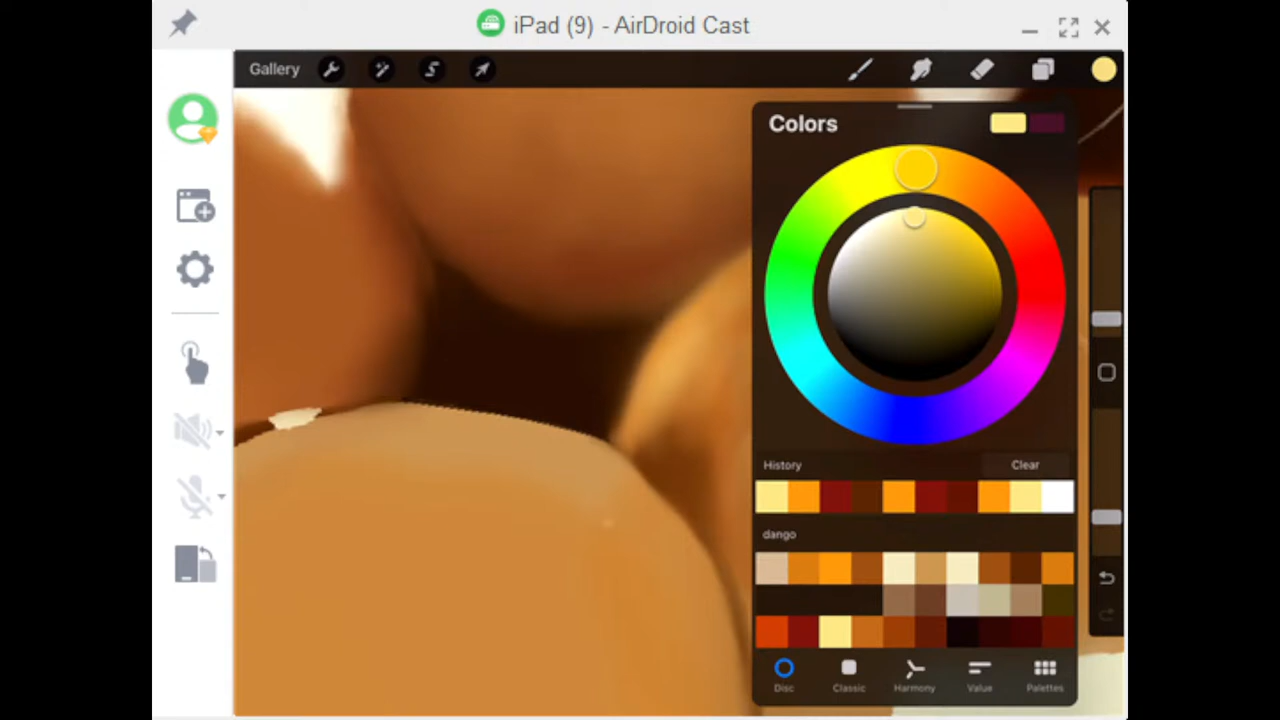 iPad (9) - AirDroid Cast
Gallery
Colors
History
Clear
dango
Disc
Classic
Harmony
Value
Palettes